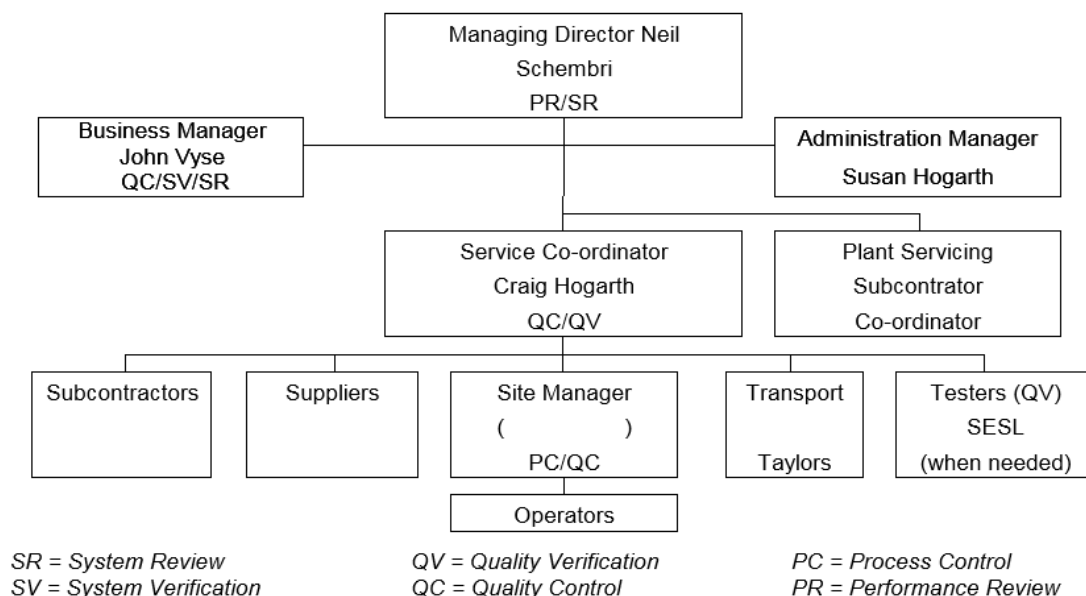 Managing Director Neil
Schembri
PR/SR
Business Manager
John Vyse
QC/SV/SR
Administration Manager
Susan Hogarth
Service Co-ordinator
Craig Hogarth
QC/QV
Plant Servicing
Subcontrator
Co-ordinator
Subcontractors
Suppliers
Site Manager
( )
PC/QC
Transport
Taylors
Testers (QV)
SESL
(when needed)
Operators
SR = System Review
SV = System Verification
QV = Quality Verification
QC = Quality Control
PC = Process Control
PR = Performance Review